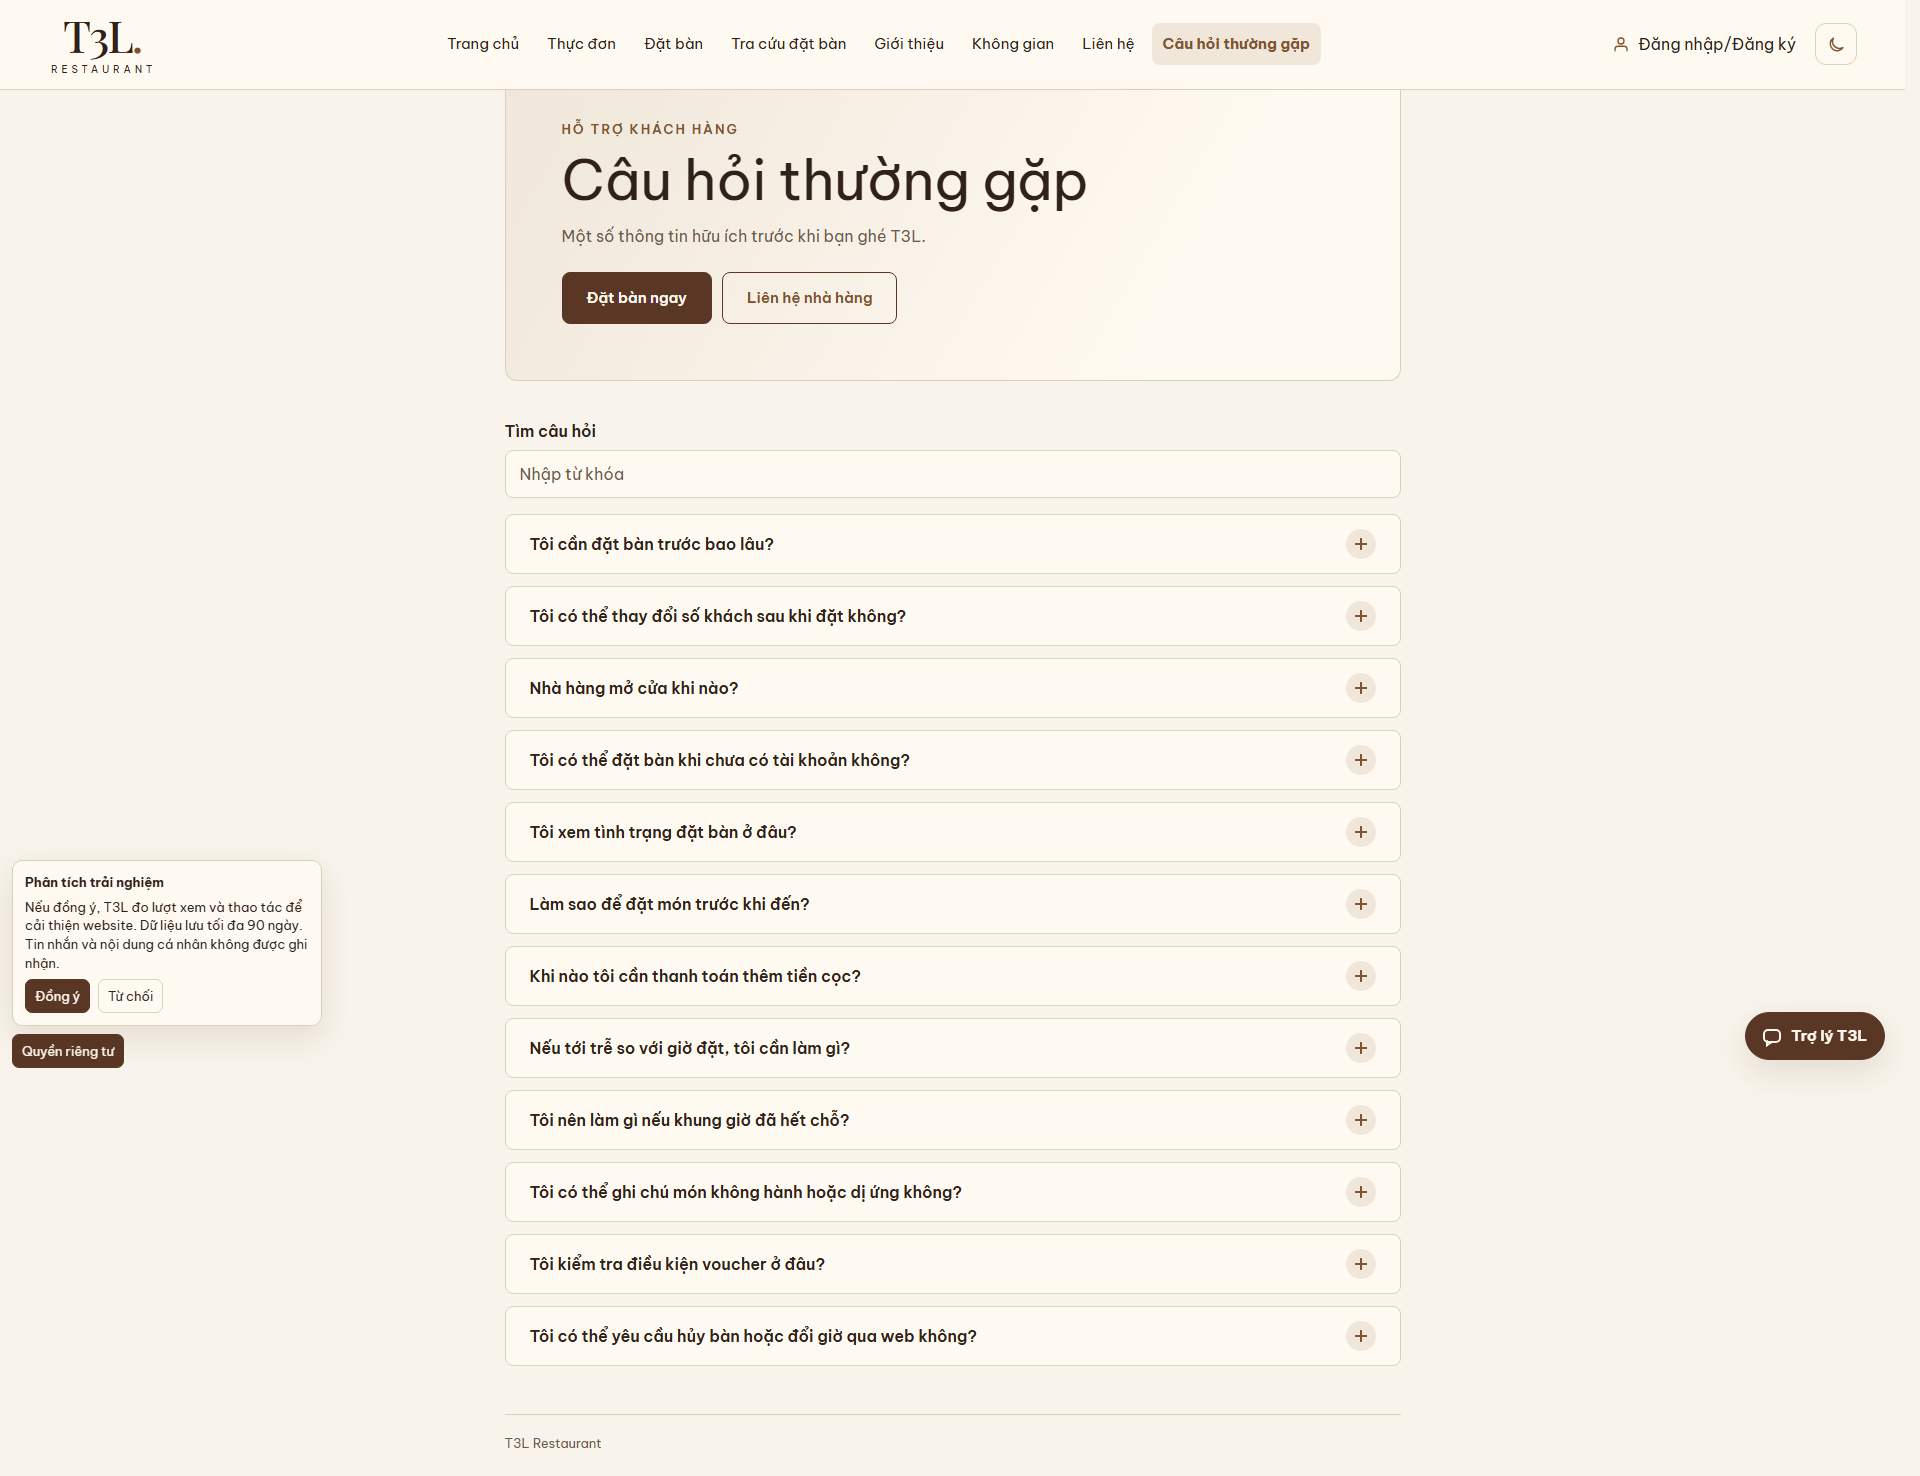 T3L.
RESTAURANT
Trang chủ
Thực đơn
Đặt bàn
Tra cứu đặt bàn
Giới thiệu
Không gian
Liên hệ
Câu hỏi thường gặp
Đăng nhập/Đăng ký
HỖ TRỢ KHÁCH HÀNG
Câu hỏi thường gặp
Một số thông tin hữu ích trước khi bạn ghé T3L.
Đặt bàn ngay
Liên hệ nhà hàng
Tìm câu hỏi
Nhập từ khóa
Tôi cần đặt bàn trước bao lâu?
Tôi có thể thay đổi số khách sau khi đặt không?
Nhà hàng mở cửa khi nào?
Tôi có thể đặt bàn khi chưa có tài khoản không?
Tôi xem tình trạng đặt bàn ở đâu?
Làm sao để đặt món trước khi đến?
Khi nào tôi cần thanh toán thêm tiền cọc?
Nếu tới trễ so với giờ đặt, tôi cần làm gì?
Tôi nên làm gì nếu khung giờ đã hết chỗ?
Tôi có thể ghi chú món không hành hoặc dị ứng không?
Tôi kiểm tra điều kiện voucher ở đâu?
Tôi có thể yêu cầu hủy bàn hoặc đổi giờ qua web không?
Phân tích trải nghiệm
Nếu đồng ý, T3L đo lượt xem và thao tác để
cải thiện website. Dữ liệu lưu tối đa 90 ngày.
Tin nhắn và nội dung cá nhân không được ghi
nhận.
Đồng ý
Từ chối
Quyền riêng tư
Trợ lý T3L
T3L Restaurant